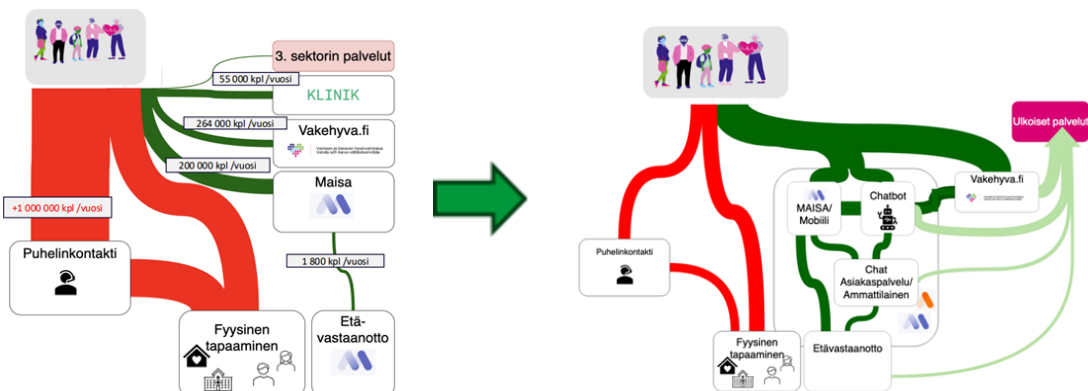 3. sektorin palvelut
55 000 kpl /vuosi
KLINIK
264 000 kpl /vuosi
Vakehyva.fi
200 000 kpl /vuosi
Maisa
+1 000 000 kpl /vuosi
Puhelinkontakti
1 800 kpl /vuosi
Fyysinen
tapaaminen
Etä-
vastaanotto
Ulkoiset palvelut
Vakehyva.fi
MAISA/
Mobiili
Chatbot
Puhelinkontakti
Chat
Asiakaspalvelu/
Ammattilainen
Fyysinen
tapaaminen
Etävastaanotto